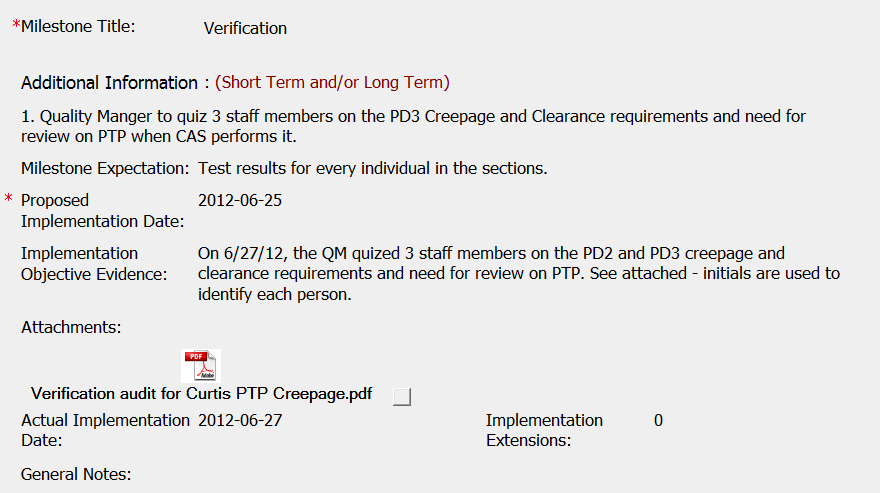 *Milestone Title: Verification
Additional Information : (Short Term and/or Long Term)
1. Quality Manger to quiz 3 staff members on the PD3 Creepage and Clearance requirements and need for
review on PTP when CAS performs it.
Milestone Expectation: Test results for every individual in the sections.
* Proposed 2012-06-25
Implementation Date:
Implementation On 6/27/12, the QM quized 3 staff members on the PD2 and PD3 creepage and
Objective Evidence: clearance requirements and need for review on PTP. See attached - initials are used to
identify each person.
Attachments:
PDF
Adobe
Verification audit for Curtis PTP Creepage.pdf
Actual Implementation 2012-06-27 Implementation 0
Date: Extensions:
General Notes: